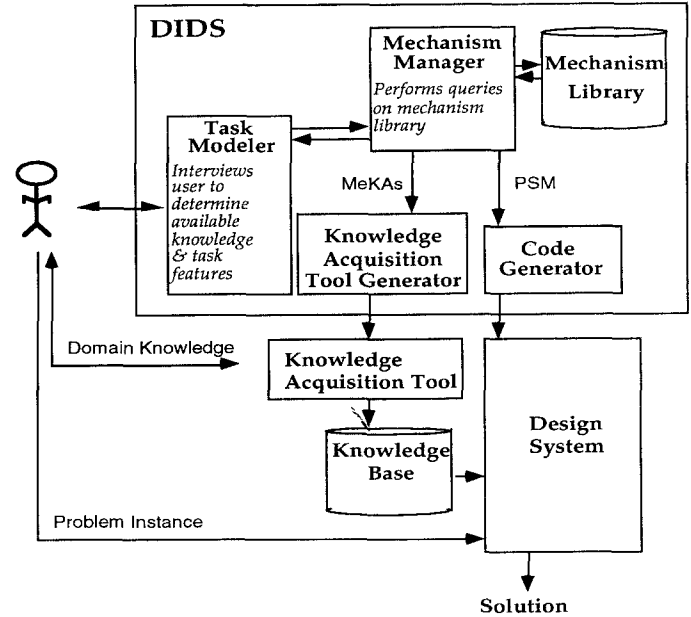 DIDS
Mechanism
Manager
Performs queries
on mechanism
library
Mechanism
Library
Task
Modeler
Interviews
user to
determine
available
knowledge
& task
features
MeKAs
PSM
Knowledge
Acquisition
Tool Generator
Code
Generator
Domain Knowledge
Knowledge
Acquisition Tool
Design
System
Knowledge
Base
Problem Instance
Solution